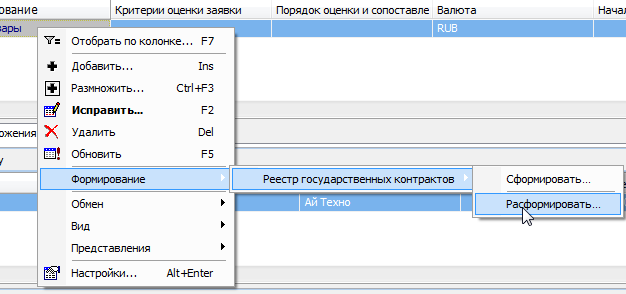 ование Критерии оценки заявки Порядок оценки и сопоставле Валюта Начал
вары RUB
Отобрать по колонке... F7
Добавить... Ins
Размножить... Ctrl+F3
Исправить... F2
Удалить Del
Обновить F5
ожения
у
Формирование Реестр государственных контрактов Сформировать...
Обмен Ай Техно Расформировать...
Вид
Представления
Настройки... Alt+Enter